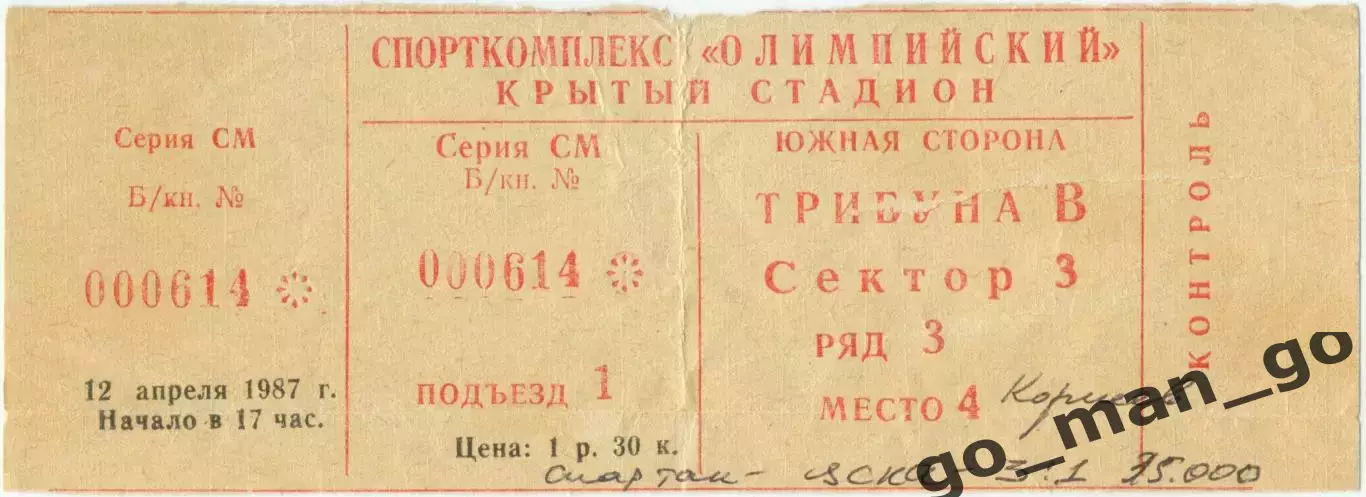 СПОРТКОМПЛЕКС «ОЛИМПИЙСКИЙ»
КРЫТЫЙ СТАДИОН
Серия СМ
Б/кн. №
000614
12 апреля 1987 г.
Начало в 17 час.
Серия СМ
Б/кн. №
000614
ПОДЪЕЗД 1
Цена: 1 р. 30 к.
ЮЖНАЯ СТОРОНА
ТРИБУНА В
Сектор 3
РЯД 3
МЕСТО 4
Спартак - ЦСКА - 3-1 25.000
КОНТРОЛЬ
go_man_go
go_man_go